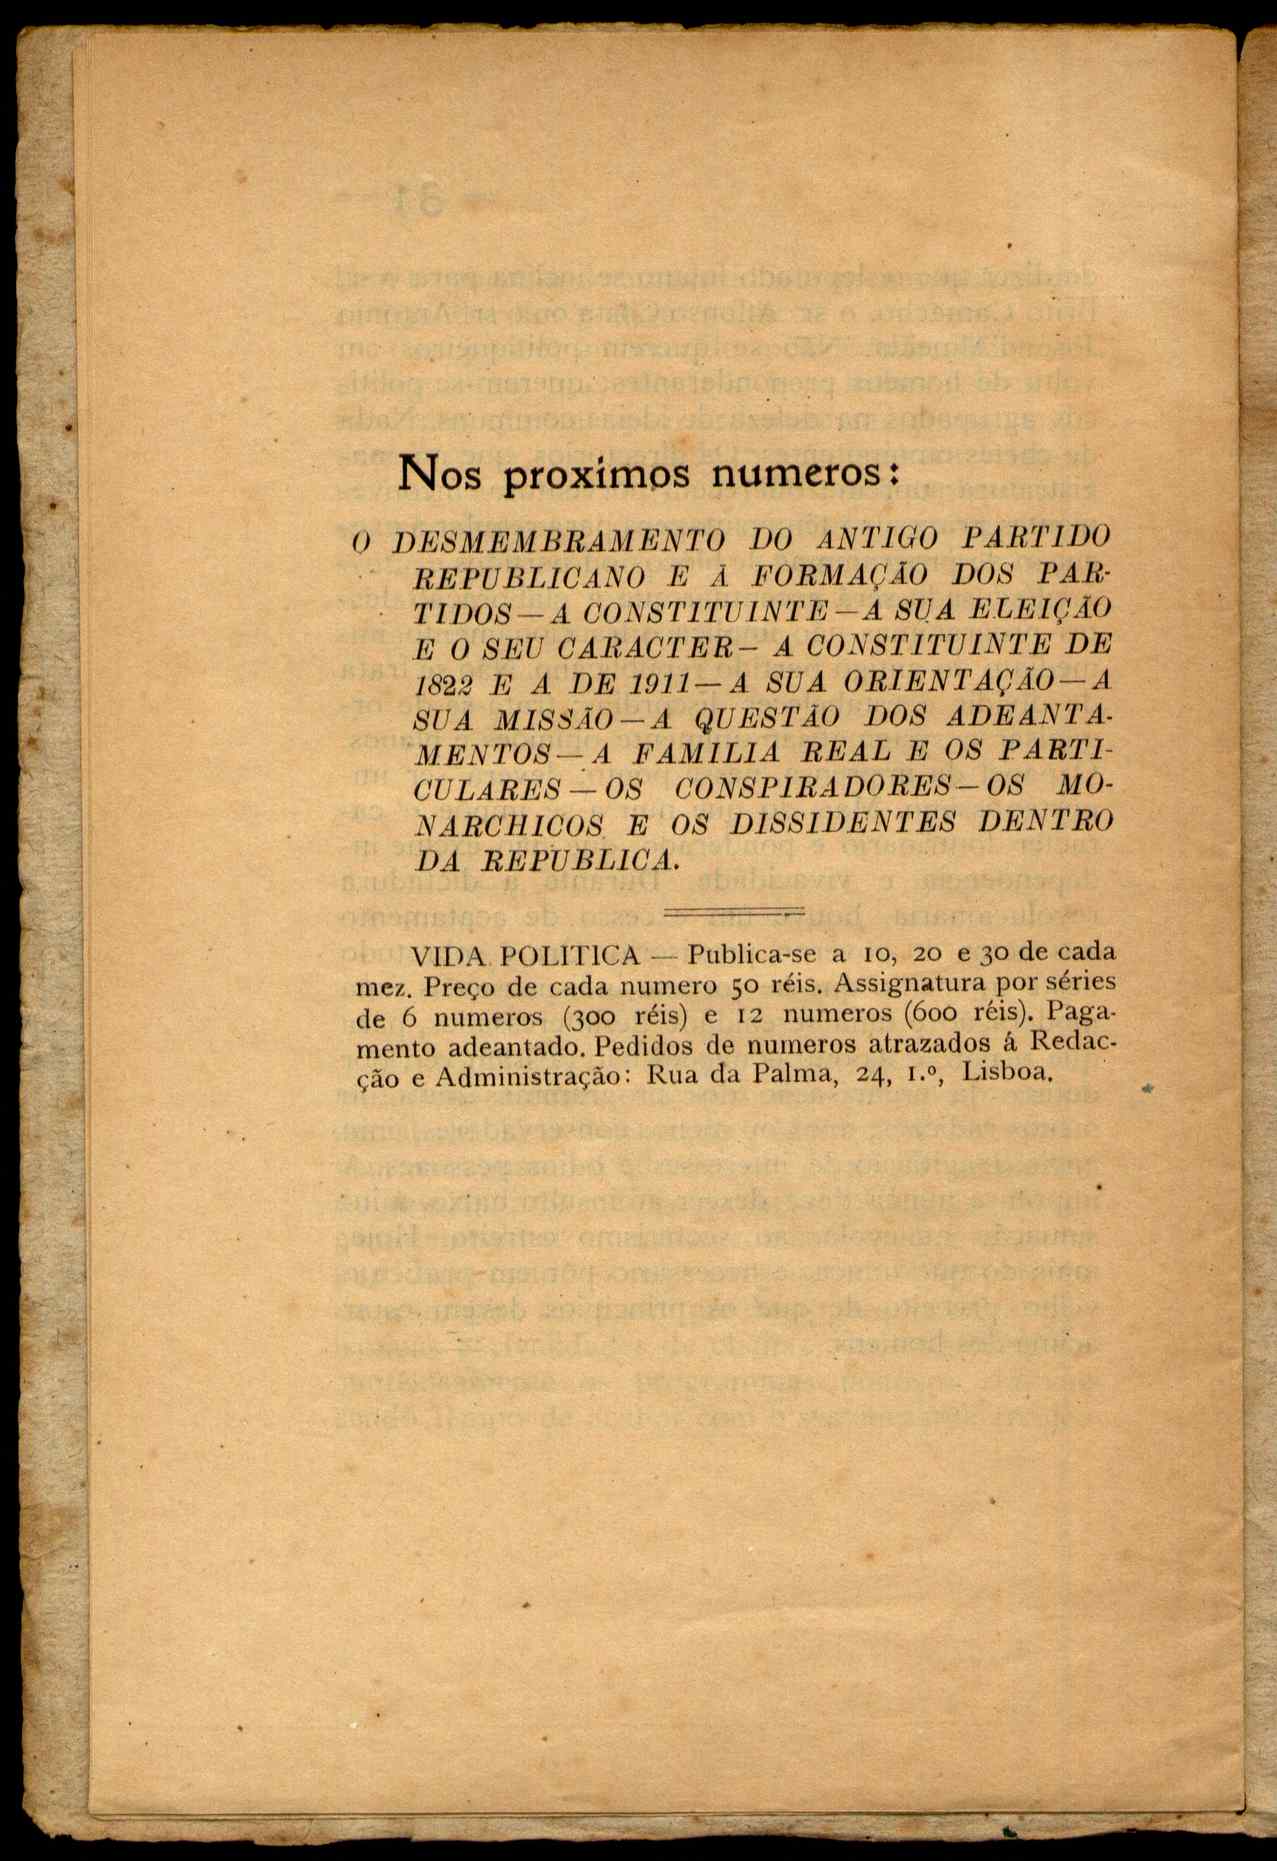 Nos proximos numeros:
O DESMEMBRAMENTO DO ANTIGO PARTIDO
REPUBLICANO E A FORMAÇÃO DOS PAR-
TIDOS—A CONSTITUINTE—A SUA ELEIÇÃO
E O SEU CARACTER—A CONSTITUINTE DE
1822 E A DE 1911—A SUA ORIENTAÇÃO—A
SUA MISSÃO—A QUESTÃO DOS ADEANTA-
MENTOS—A FAMILIA REAL E OS PARTI-
CULARES—OS CONSPIRADORES—OS MO-
NARCHICOS E OS DISSIDENTES DENTRO
DA REPUBLICA.
VIDA POLITICA — Publica-se a 10, 20 e 30 de cada
mez. Preço de cada numero 50 réis. Assignatura por séries
de 6 numeros (300 réis) e 12 numeros (600 réis). Paga-
mento adeantado. Pedidos de numeros atrazados á Redac-
ção e Administração: Rua da Palma, 24, 1.º, Lisboa.